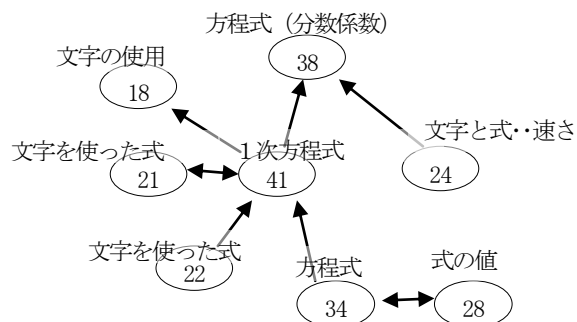 方程式（分数係数）
38
文字の使用
18
文字と式・・速さ
24
文字を使った式
21
１次方程式
41
文字を使った式
22
方程式
34
式の値
28